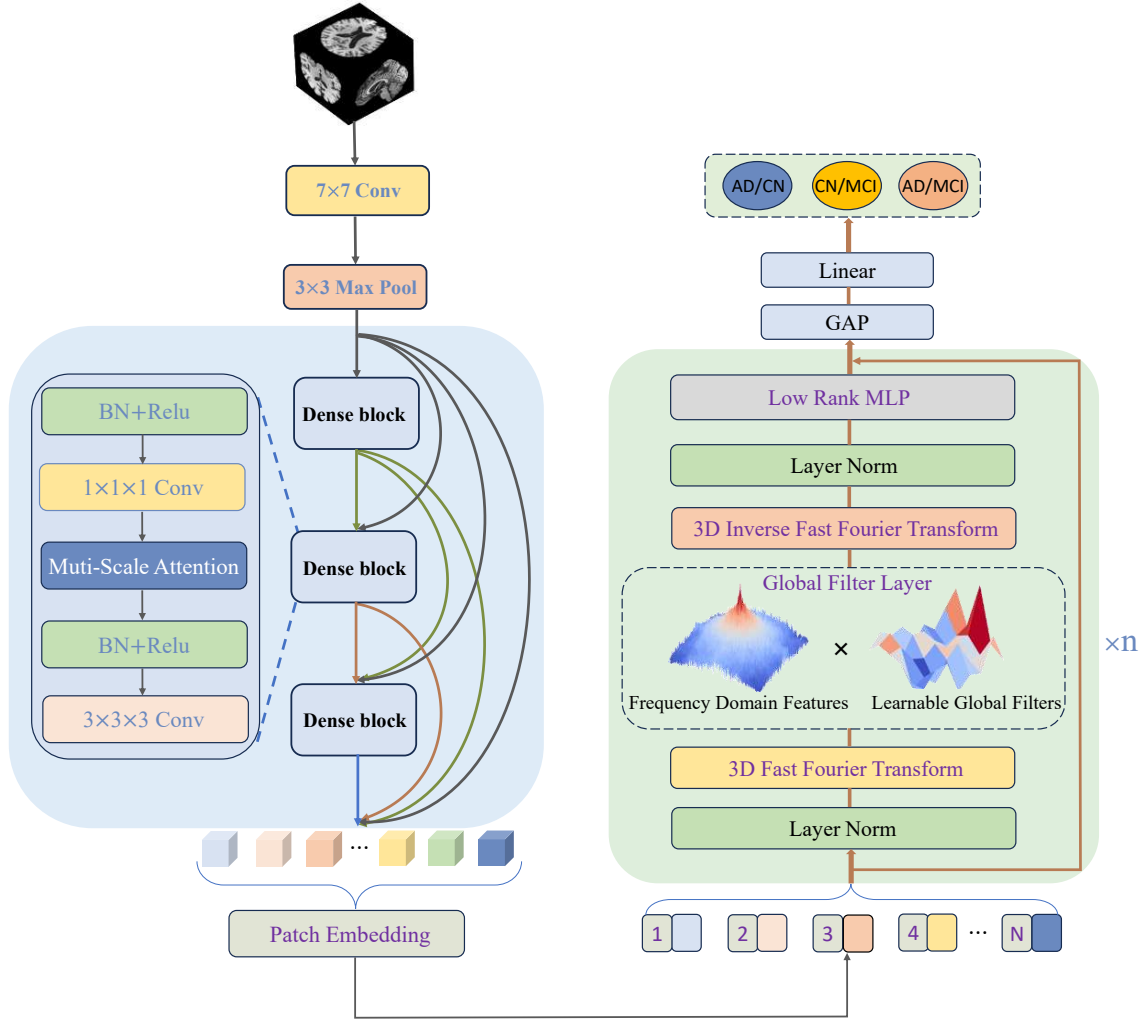 7×7 Conv
3×3 Max Pool
BN+Relu
1×1×1 Conv
Muti-Scale Attention
BN+Relu
3×3×3 Conv
Dense block
Dense block
Dense block
...
Patch Embedding
AD/CN CN/MCI AD/MCI
Linear
GAP
Low Rank MLP
Layer Norm
3D Inverse Fast Fourier Transform
Global Filter Layer
×
Frequency Domain Features Learnable Global Filters
3D Fast Fourier Transform
Layer Norm
×n
1 2 3 4 ... N